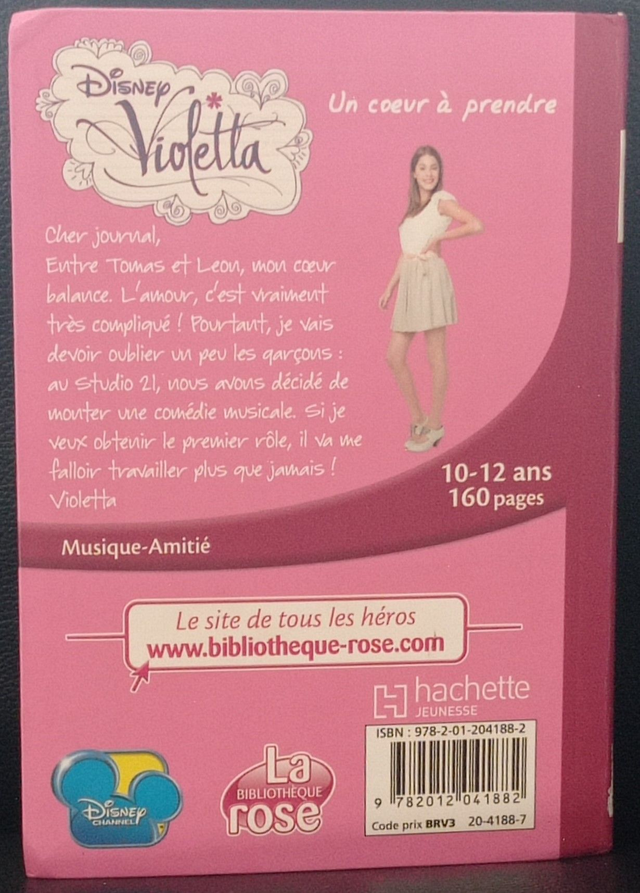 Disney
Violetta
Un coeur à prendre
Cher journal,
Entre Tomas et Leon, mon cœur
balance. L'amour, c'est vraiment
très compliqué ! Pourtant, je vais
devoir oublier un peu les garçons :
au Studio 21, nous avons décidé de
monter une comédie musicale. Si je
veux obtenir le premier rôle, il va me
falloir travailler plus que jamais !
Violetta
10-12 ans
160 pages
Musique-Amitié
Le site de tous les héros
www.bibliotheque-rose.com
hachette
JEUNESSE
ISBN : 978-2-01-204188-2
9 782012 041882
Code prix BRV3 20-4188-7
Disney
CHANNEL
La
BIBLIOTHÈQUE
rose